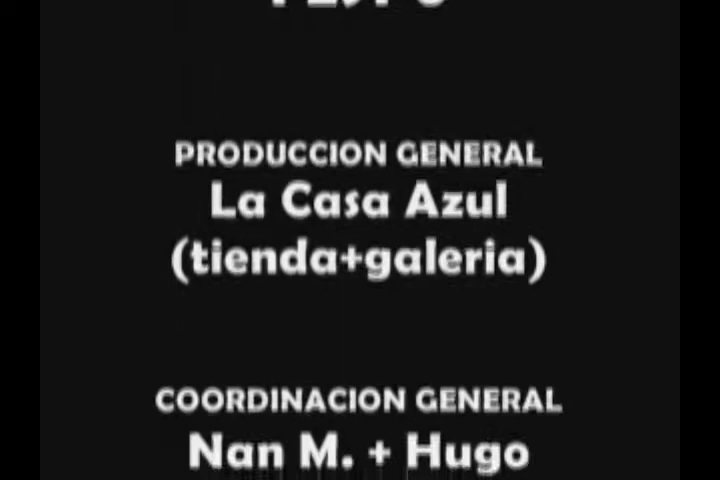 PRODUCCION GENERAL
La Casa Azul
(tienda+galeria)
COORDINACION GENERAL
Nan M. + Hugo